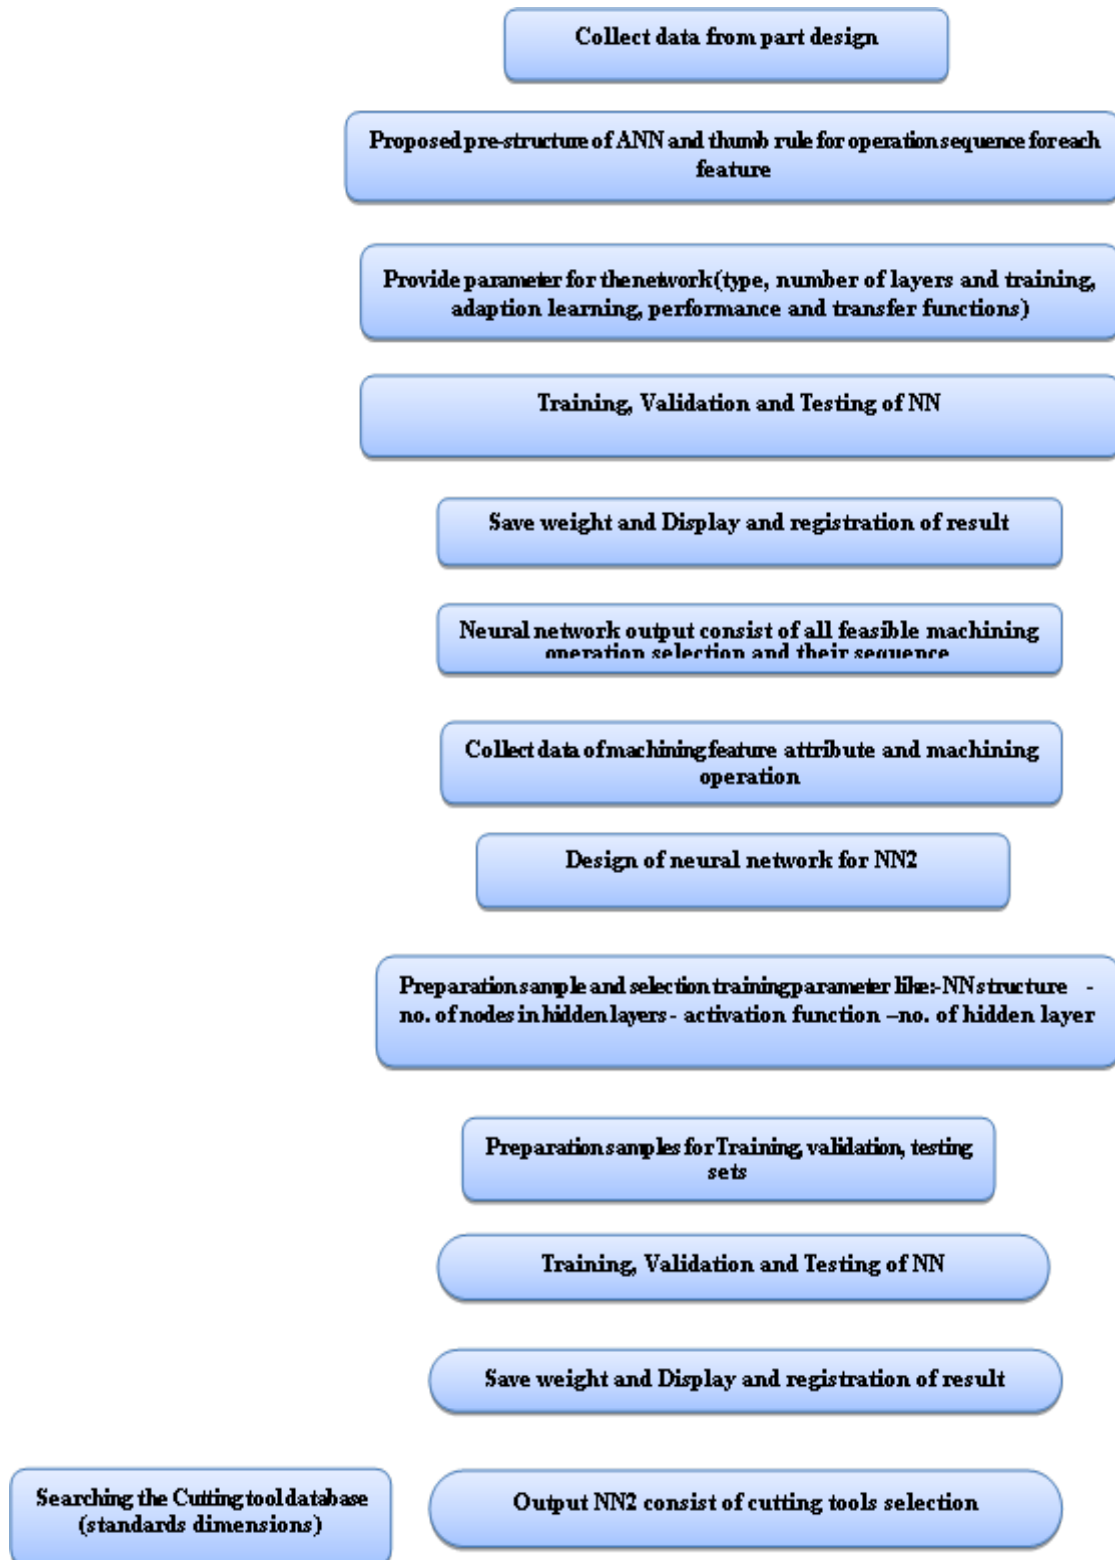 Collect data from part design
Proposed pre-structure of ANN and thumb rule for operation sequence for each
feature
Provide parameter for the network (type, number of layers and training,
adaption learning, performance and transfer functions)
Training, Validation and Testing of NN
Save weight and Display and registration of result
Neural network output consist of all feasible machining
operation selection and their sequence
Collect data of machining feature attribute and machining
operation
Design of neural network for NN2
Preparation sample and selection training parameter like:-NN structure -
no. of nodes in hidden layers - activation function –no. of hidden layer
Preparation samples for Training, validation, testing
sets
Training, Validation and Testing of NN
Save weight and Display and registration of result
Searching the Cutting tool database
(standards dimensions)
Output NN2 consist of cutting tools selection